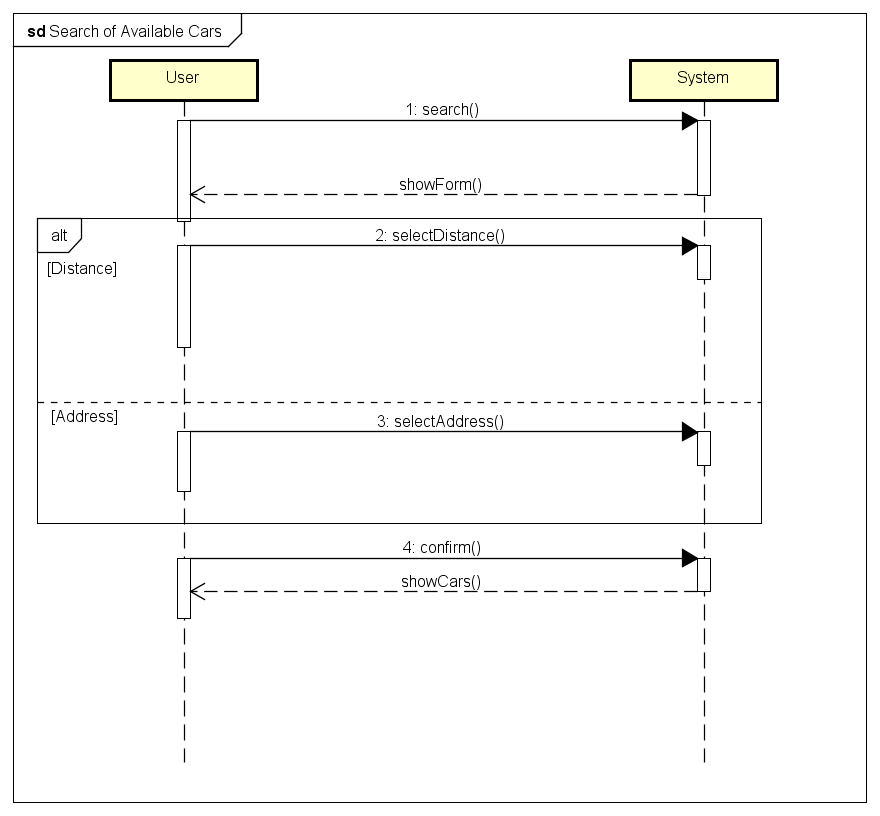 sd Search of Available Cars
User
System
1: search()
showForm()
alt
2: selectDistance()
[Distance]
[Address]
3: selectAddress()
4: confirm()
showCars()